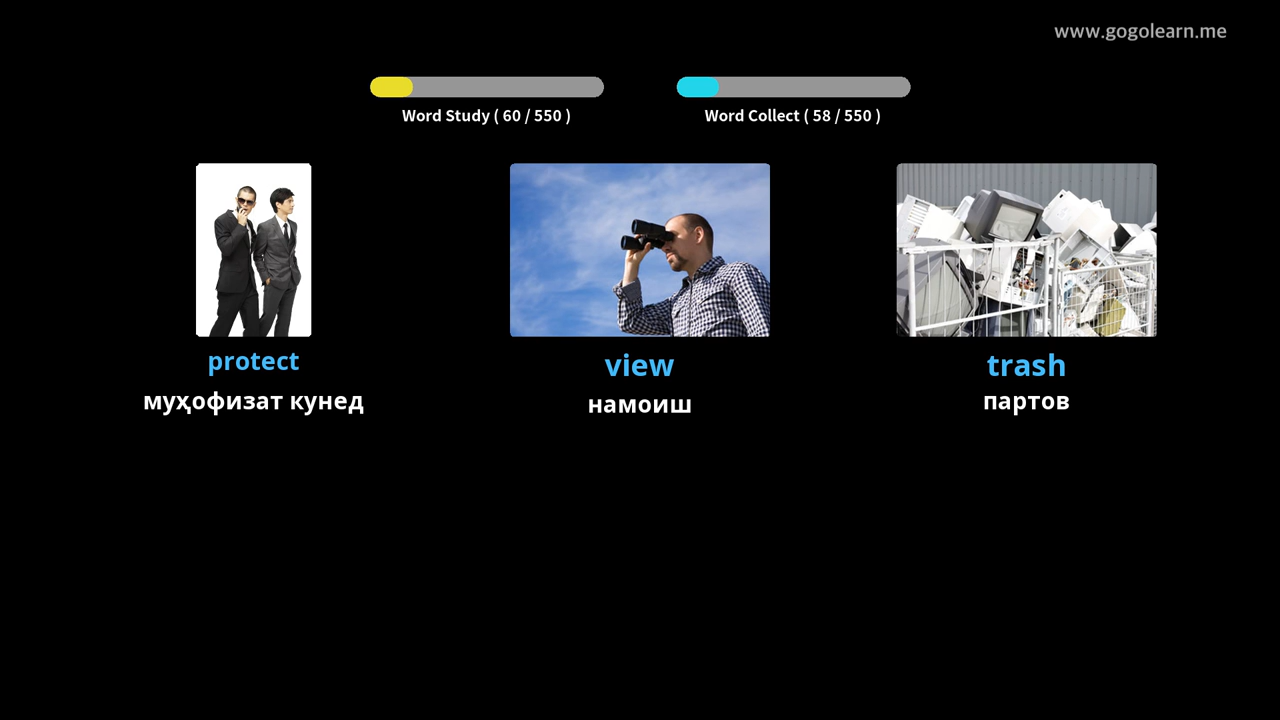 www.gogolearn.me
Word Study ( 60 / 550 )
Word Collect ( 58 / 550 )
protect
муҳофизат кунед
view
намоиш
trash
партов